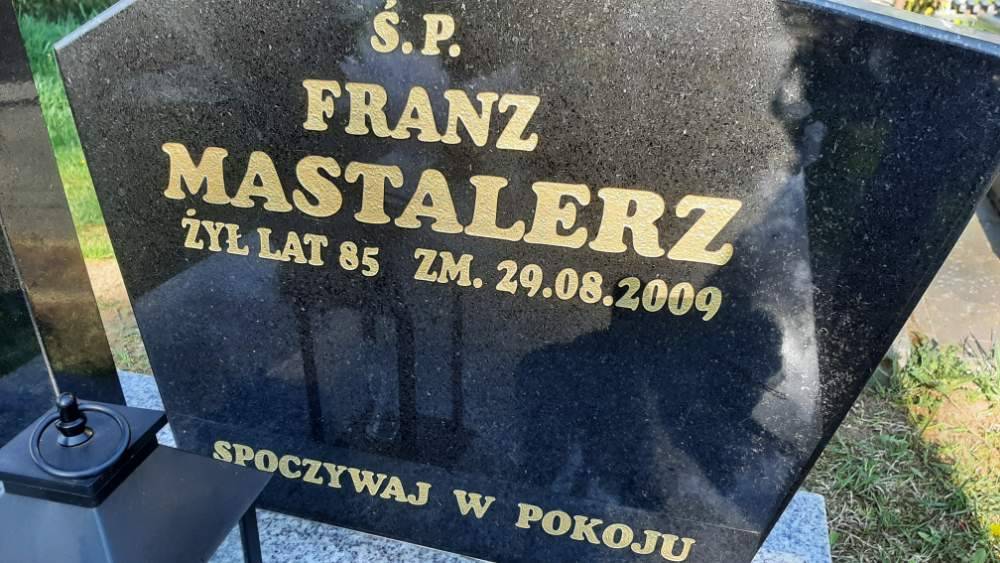 Ś.P.
FRANZ
MASTALERZ
ŻYŁ LAT 85 ZM. 29.08.2009
SPOCZYWAJ W POKOJU